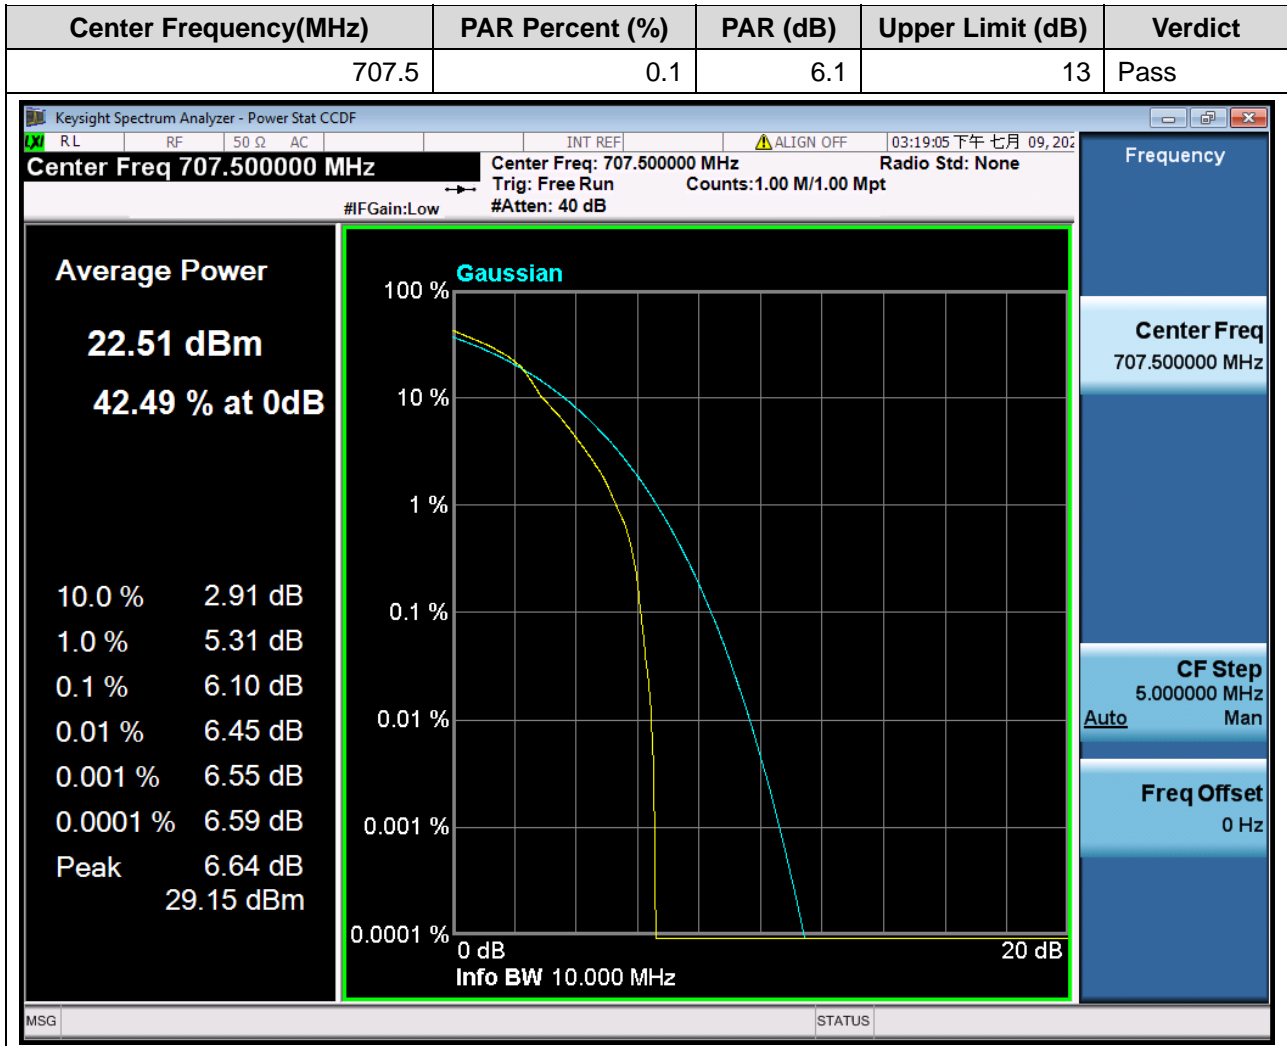 Center Frequency(MHz) PAR Percent (%) PAR (dB) Upper Limit (dB) Verdict
707.5 0.1 6.1 13 Pass
Keysight Spectrum Analyzer - Power Stat CCDF
LXI RL RF 50 Ω AC INT REF ALIGN OFF 03:19:05 下午 七月 09, 202
Center Freq 707.500000 MHz
Center Freq: 707.500000 MHz Radio Std: None
Trig: Free Run Counts:1.00 M/1.00 Mpt
#IFGain:Low #Atten: 40 dB
Frequency
Average Power
22.51 dBm
42.49 % at 0dB
10.0 % 2.91 dB
1.0 % 5.31 dB
0.1 % 6.10 dB
0.01 % 6.45 dB
0.001 % 6.55 dB
0.0001 % 6.59 dB
Peak 6.64 dB
29.15 dBm
Gaussian
100 %
10 %
1 %
0.1 %
0.01 %
0.001 %
0.0001 %
0 dB 20 dB
Info BW 10.000 MHz
Center Freq
707.500000 MHz
CF Step
5.000000 MHz
Auto Man
Freq Offset
0 Hz
MSG STATUS